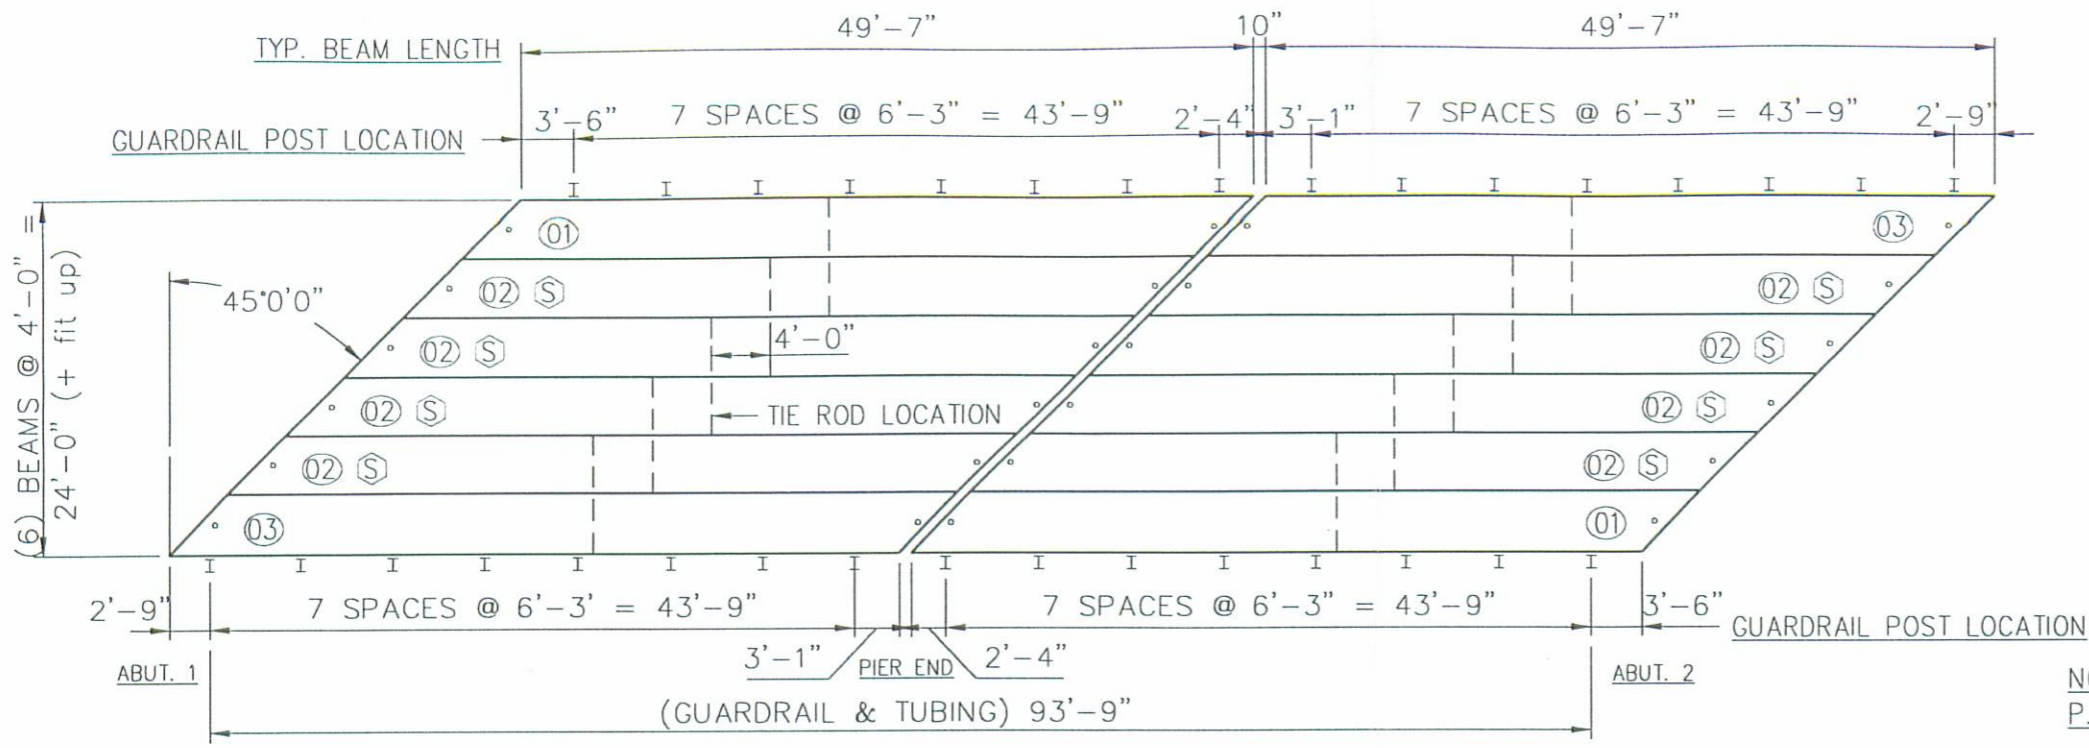 49'-7" 10" 49'-7"
TYP. BEAM LENGTH
3'-6" 7 SPACES @ 6'-3" = 43'-9" 2'-4" 3'-1" 7 SPACES @ 6'-3" = 43'-9" 2'-9"
GUARDRAIL POST LOCATION
I I I I I I I I I I I I I I I I
01 03
(6) BEAMS @ 4'-0" =
24'-0" (+ fit up)
45°0'0"
02 S 02 S
02 S 4'-0" 02 S
02 S TIE ROD LOCATION 02 S
02 S 02 S
03 01
I I I I I I I I I I I I I I I I
2'-9" 7 SPACES @ 6'-3' = 43'-9" 7 SPACES @ 6'-3" = 43'-9" 3'-6"
GUARDRAIL POST LOCATION
3'-1" PIER END 2'-4"
ABUT. 1 ABUT. 2
(GUARDRAIL & TUBING) 93'-9"